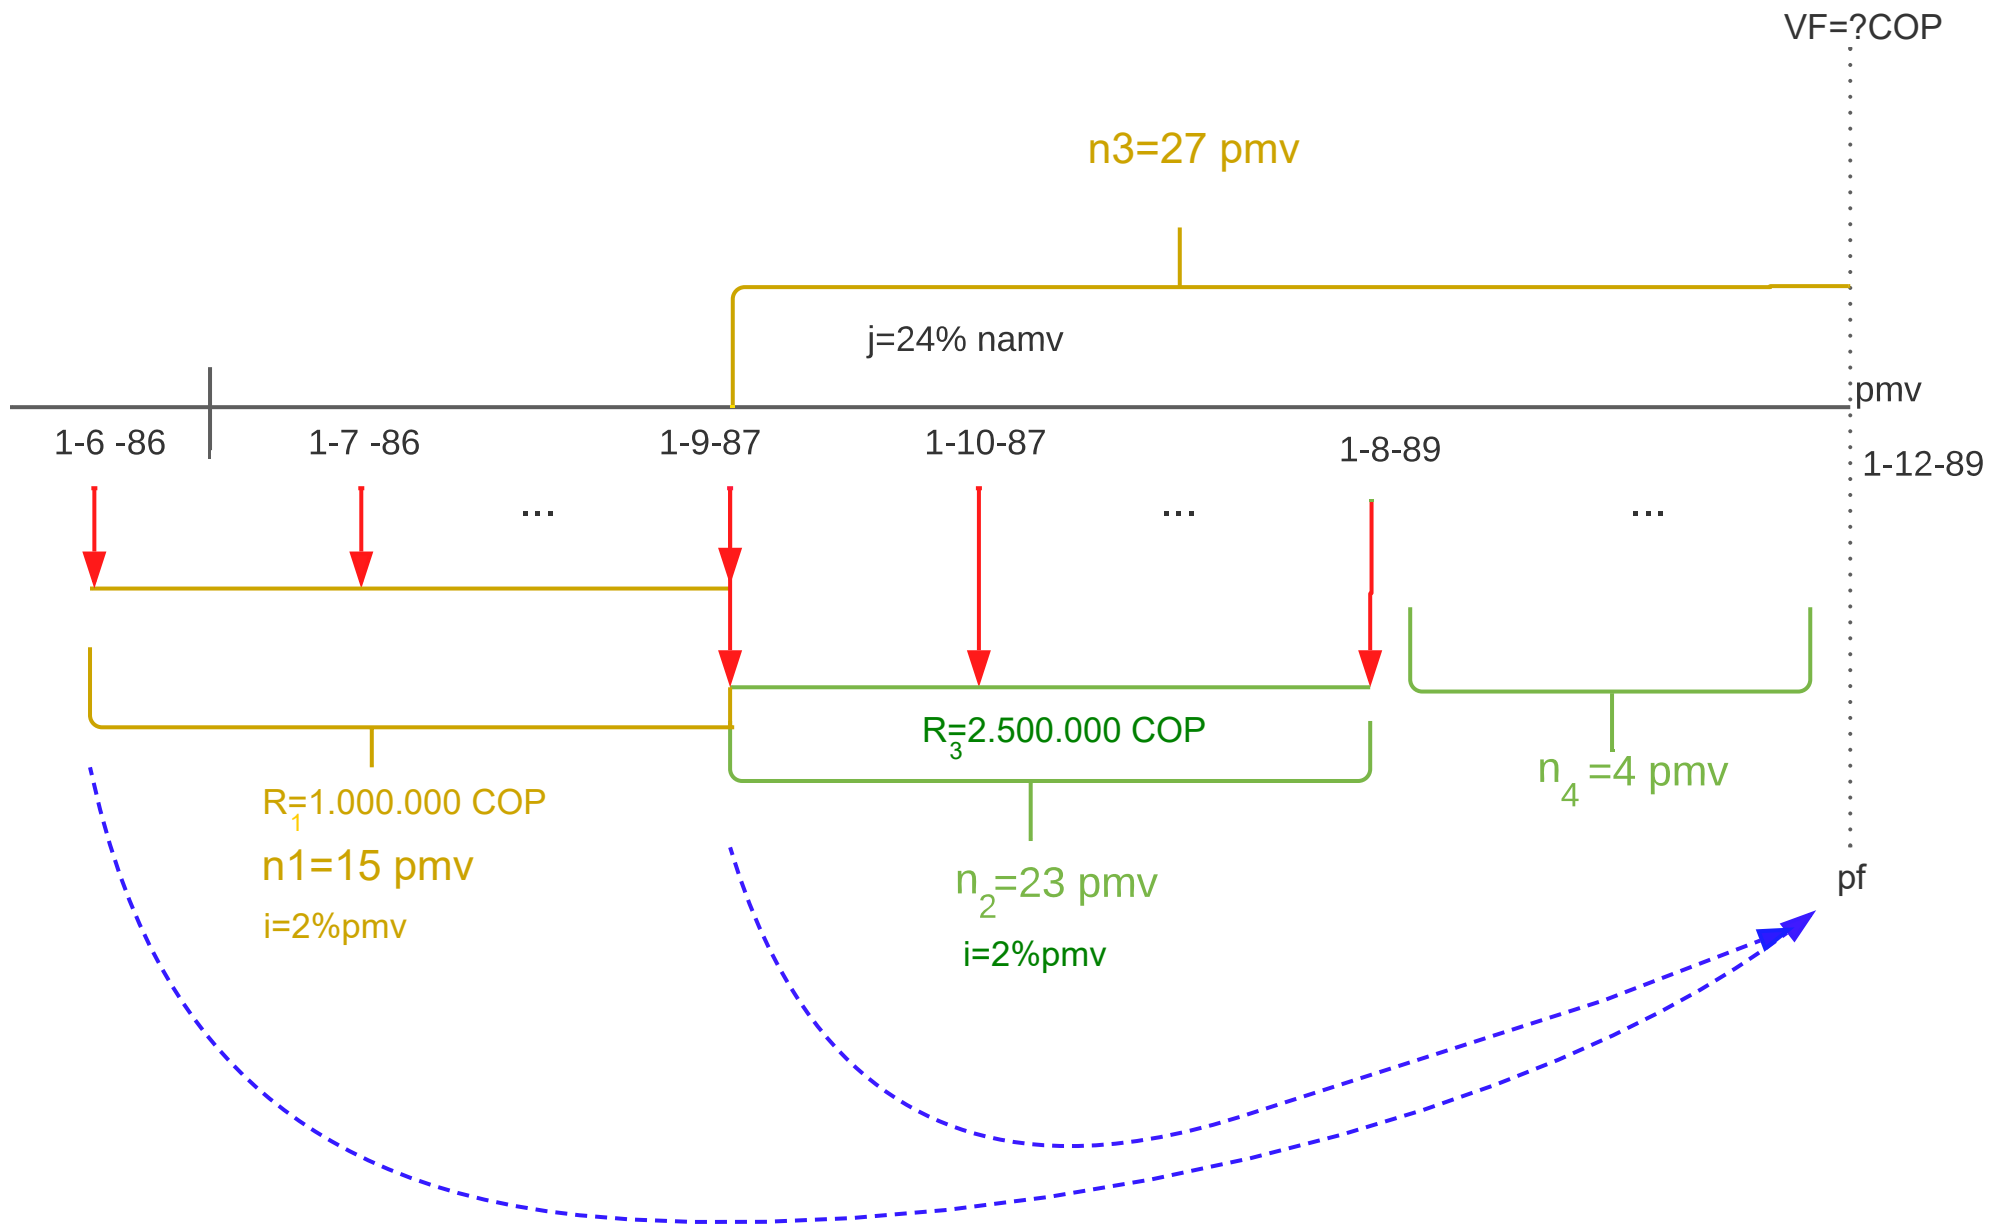 VF=?COP
n3=27 pmv
j=24% namv
pmv
1-6 -86
1-7 -86
1-9-87
1-10-87
1-8-89
1-12-89
...
...
...
R₁=1.000.000 COP
n1=15 pmv
i=2%pmv
R₃=2.500.000 COP
n₂=23 pmv
i=2%pmv
n₄ =4 pmv
pf